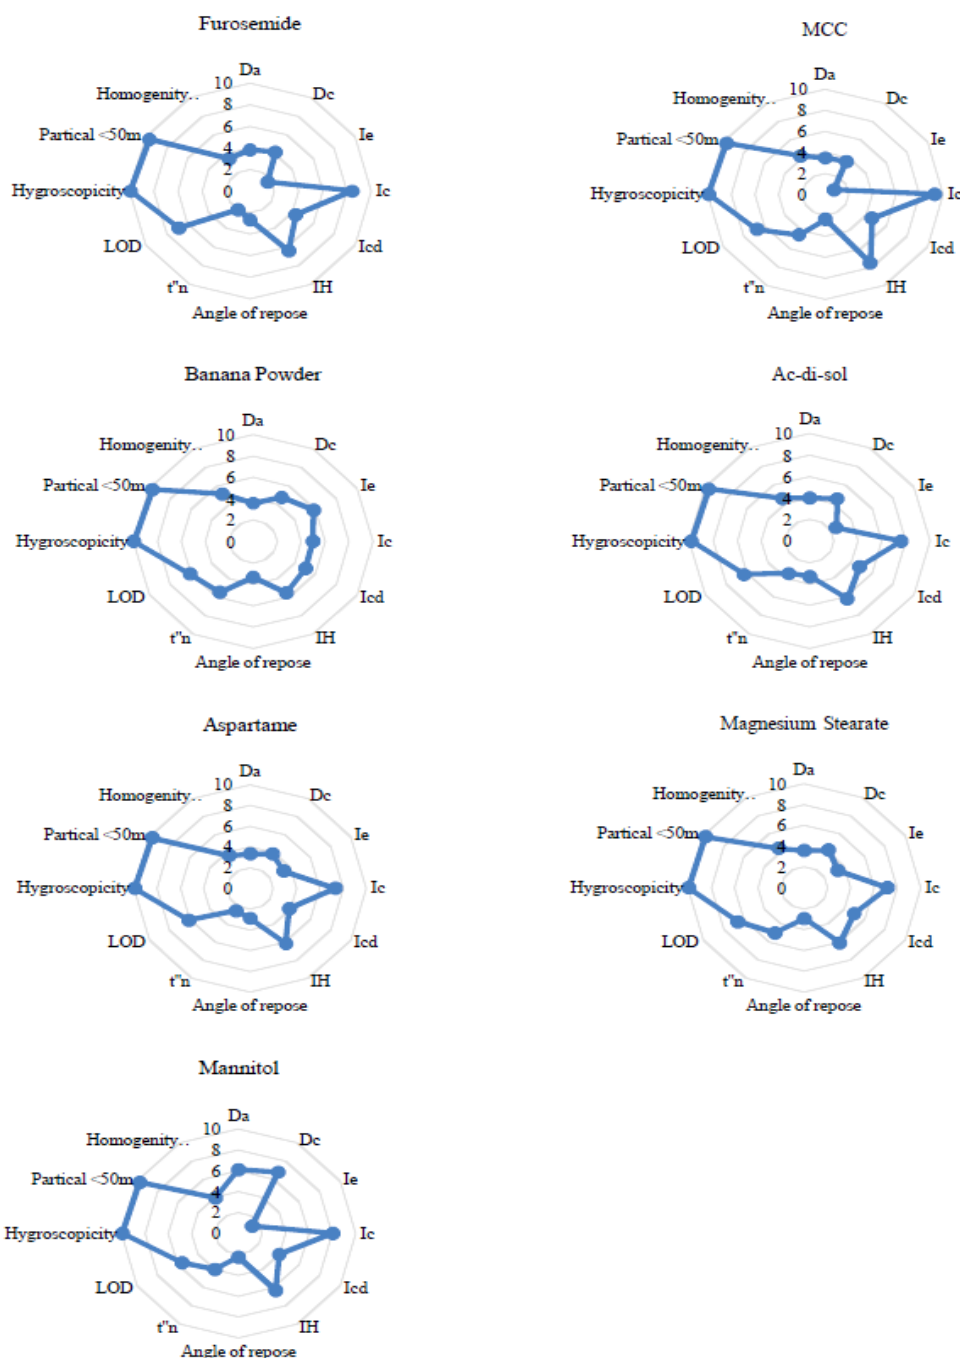 Furosemide
Da
Dc
Ie
Ic
Icd
IH
Angle of repose
t"n
LOD
Hygroscopicity
Partical <50m
Homogenity..
10
8
6
4
2
0
MCC
Da
Dc
Ie
Ic
Icd
IH
Angle of repose
t"n
LOD
Hygroscopicity
Partical <50m
Homogenity..
10
8
6
4
2
0
Banana Powder
Da
Dc
Ie
Ic
Icd
IH
Angle of repose
t"n
LOD
Hygroscopicity
Partical <50m
Homogenity..
10
8
6
4
2
0
Ac-di-sol
Da
Dc
Ie
Ic
Icd
IH
Angle of repose
t"n
LOD
Hygroscopicity
Partical <50m
Homogenity..
10
8
6
4
2
0
Aspartame
Da
Dc
Ie
Ic
Icd
IH
Angle of repose
t"n
LOD
Hygroscopicity
Partical <50m
Homogenity..
10
8
6
4
2
0
Magnesium Stearate
Da
Dc
Ie
Ic
Icd
IH
Angle of repose
t"n
LOD
Hygroscopicity
Partical <50m
Homogenity..
10
8
6
4
2
0
Mannitol
Da
Dc
Ie
Ic
Icd
IH
Angle of repose
t"n
LOD
Hygroscopicity
Partical <50m
Homogenity..
10
8
6
4
2
0